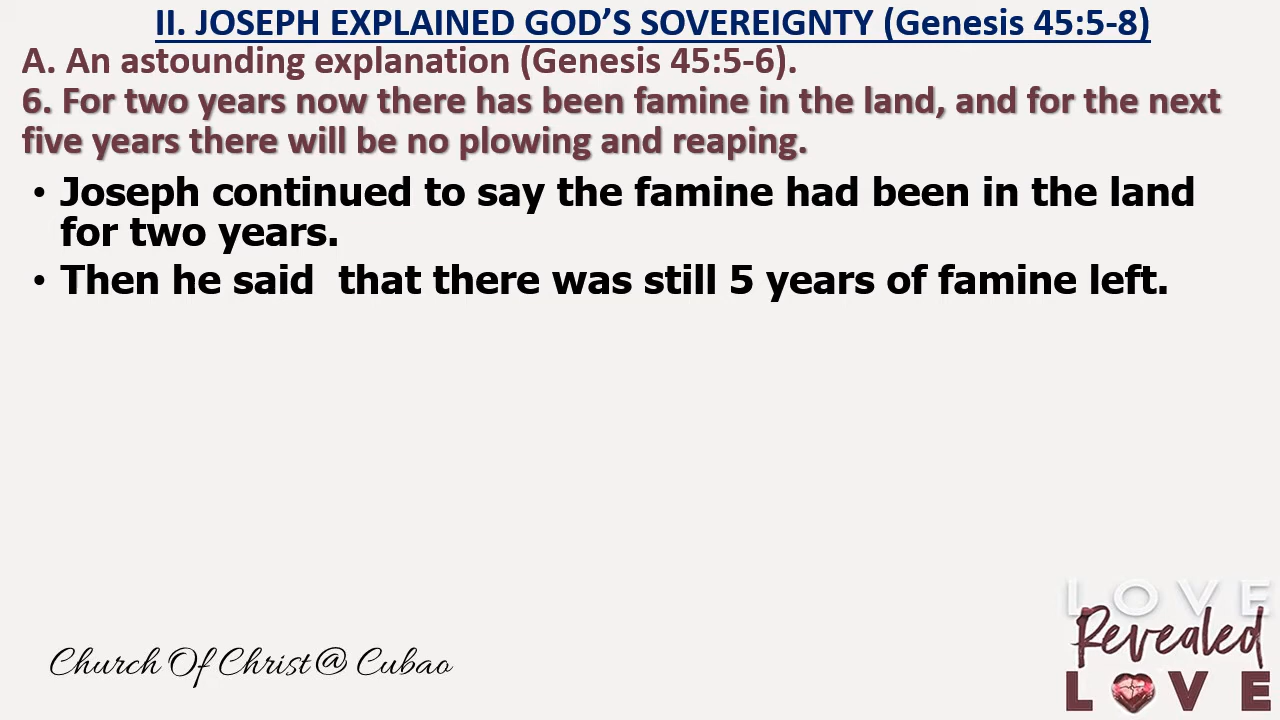 II. JOSEPH EXPLAINED GOD’S SOVEREIGNTY (Genesis 45:5-8)
A. An astounding explanation (Genesis 45:5-6).
6. For two years now there has been famine in the land, and for the next
five years there will be no plowing and reaping.
• Joseph continued to say the famine had been in the land
for two years.
• Then he said  that there was still 5 years of famine left.
Church Of Christ@ Cubao
LOVE
Revealed
LOVE